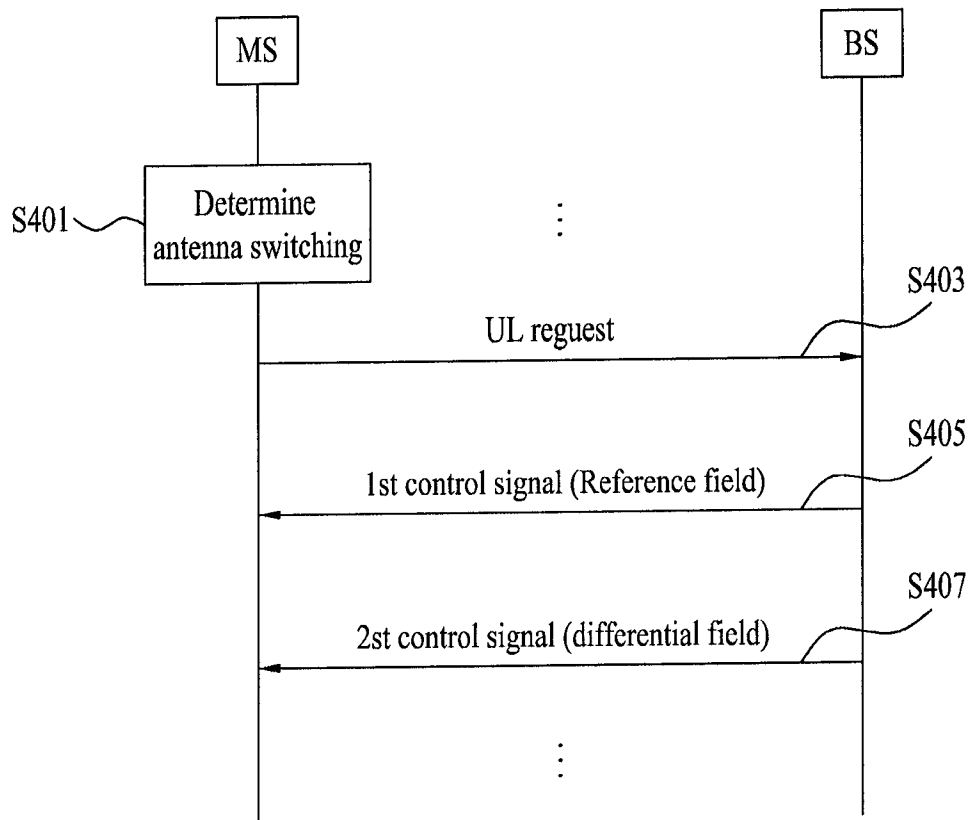 MS
BS
S401
Determine
antenna switching
S403
UL reguest
S405
1st control signal (Reference field)
S407
2st control signal (differential field)